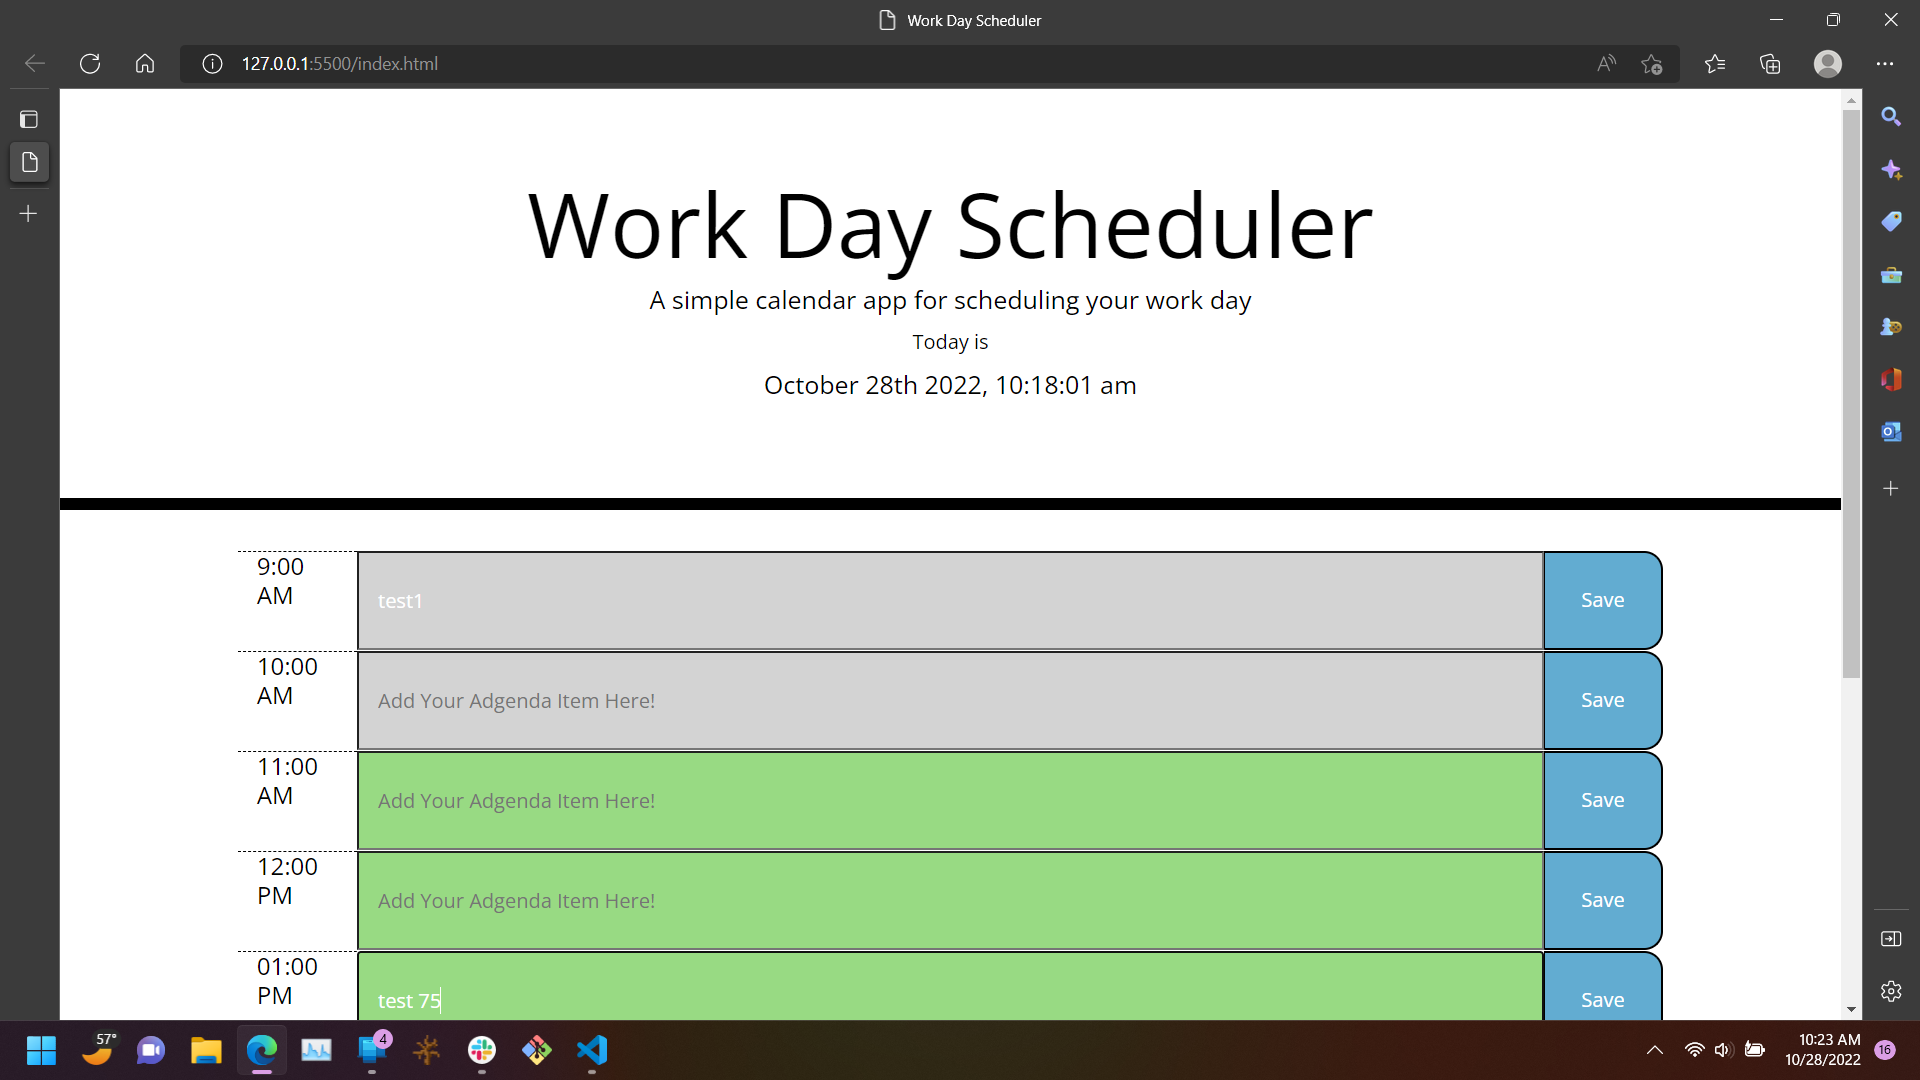 Work Day Scheduler
127.0.0.1:5500/index.html
Work Day Scheduler
A simple calendar app for scheduling your work day
Today is
October 28th 2022, 10:18:01 am
9:00
AM
test1
Save
10:00
AM
Add Your Adgenda Item Here!
Save
11:00
AM
Add Your Adgenda Item Here!
Save
12:00
PM
Add Your Adgenda Item Here!
Save
01:00
PM
test 75
Save
57°
4
10:23 AM
10/28/2022
16